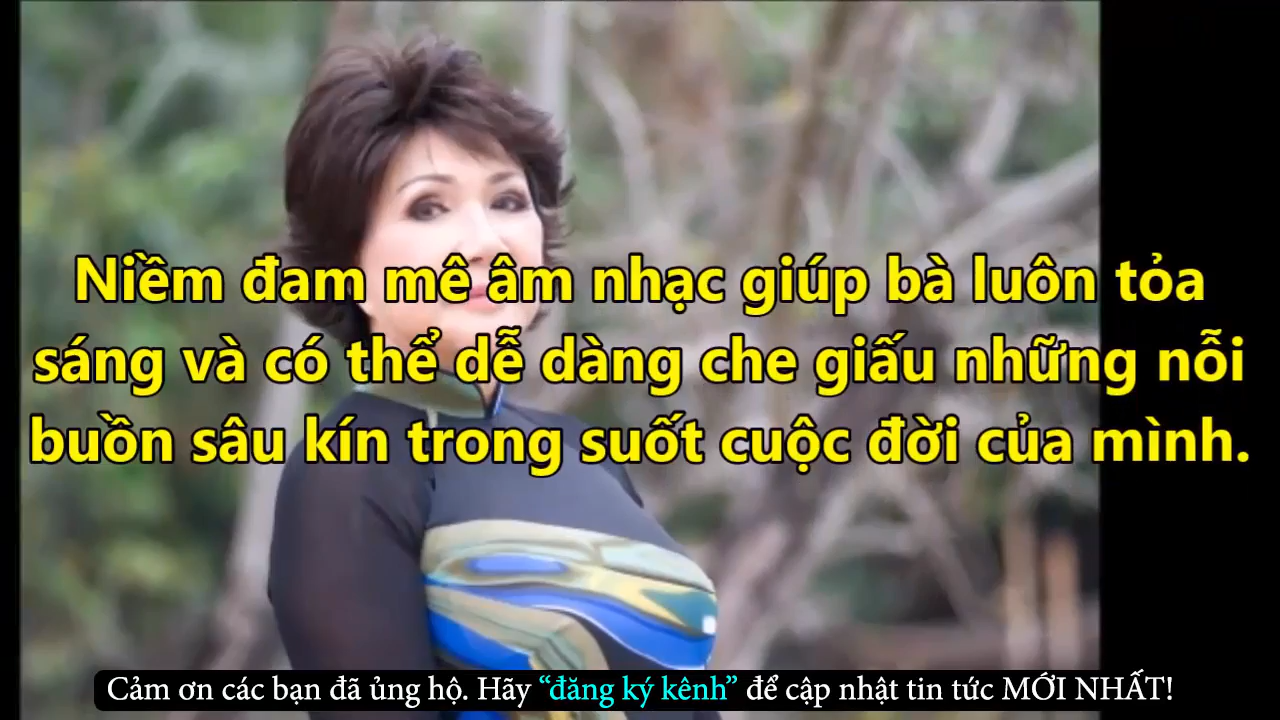 Niềm đam mê âm nhạc giúp bà luôn tỏa
sáng và có thể dễ dàng che giấu những nỗi
buồn sâu kín trong suốt cuộc đời của mình.
Cảm ơn các bạn đã ủng hộ. Hãy “đăng ký kênh” để cập nhật tin tức MỚI NHẤT!